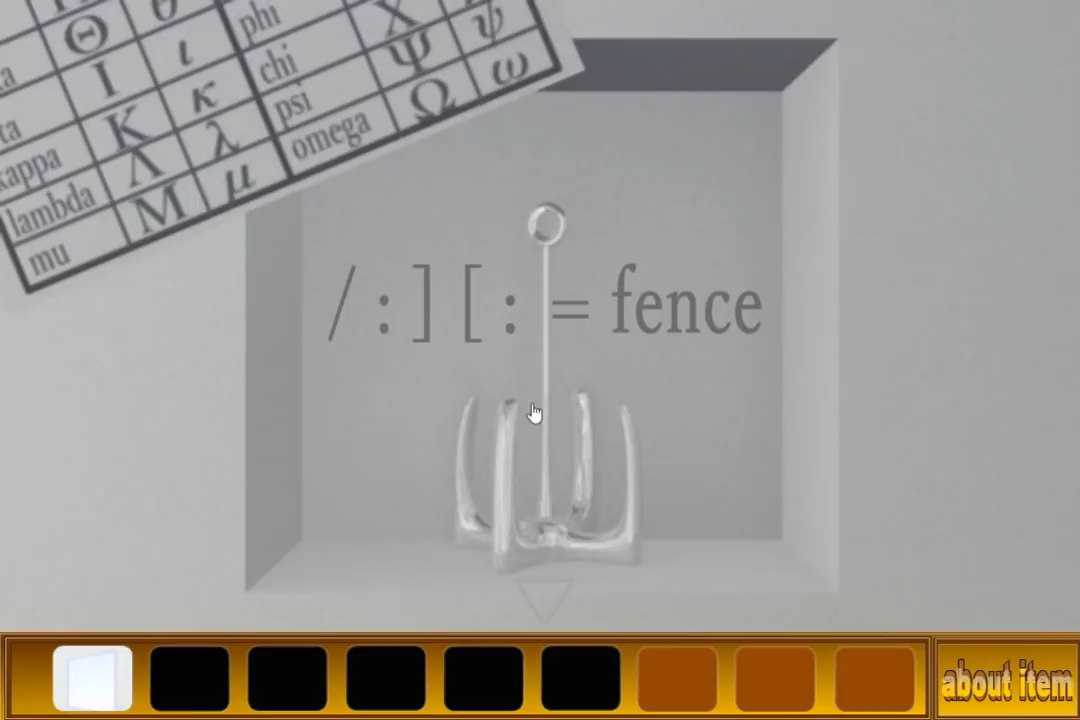 Θ θ phi
I ι chi Χ
K κ psi Ψ ψ
kappa Λ λ omega Ω ω
lambda M μ
mu
/ : ] [ : = fence
about item